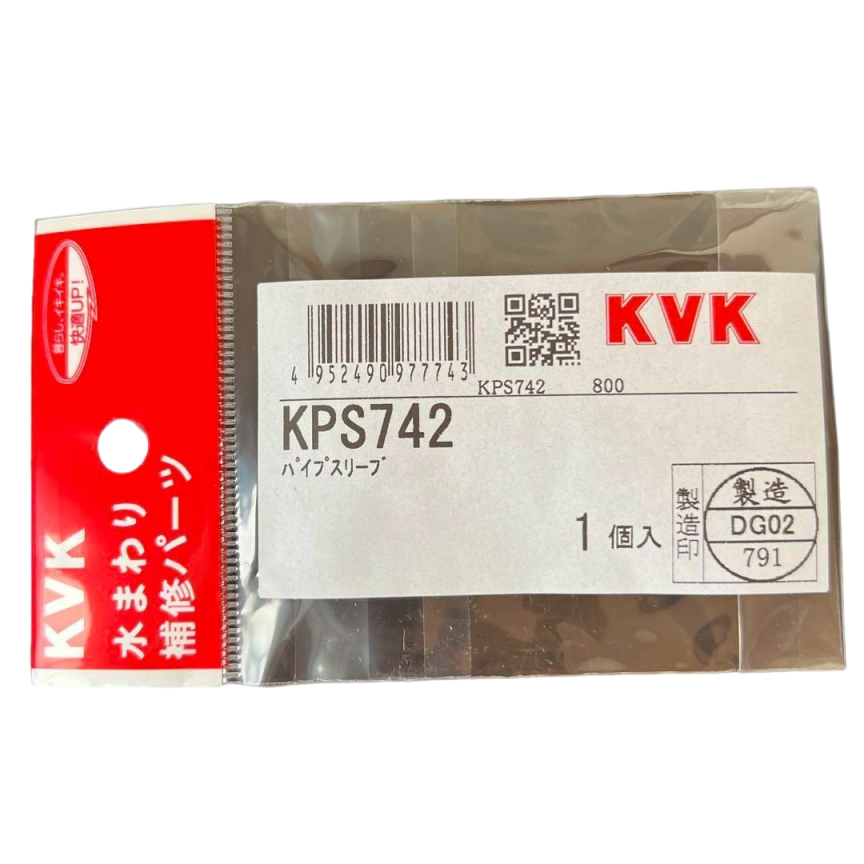 暮らし、イキイキ。
快適UP!
KVK
水まわり
補修パーツ
4 952490 977743
KVK
KPS742 800
KPS742
ﾊﾟｲﾌﾟｽﾘｰﾌﾞ
1個入
製造印
製造
DG02
791